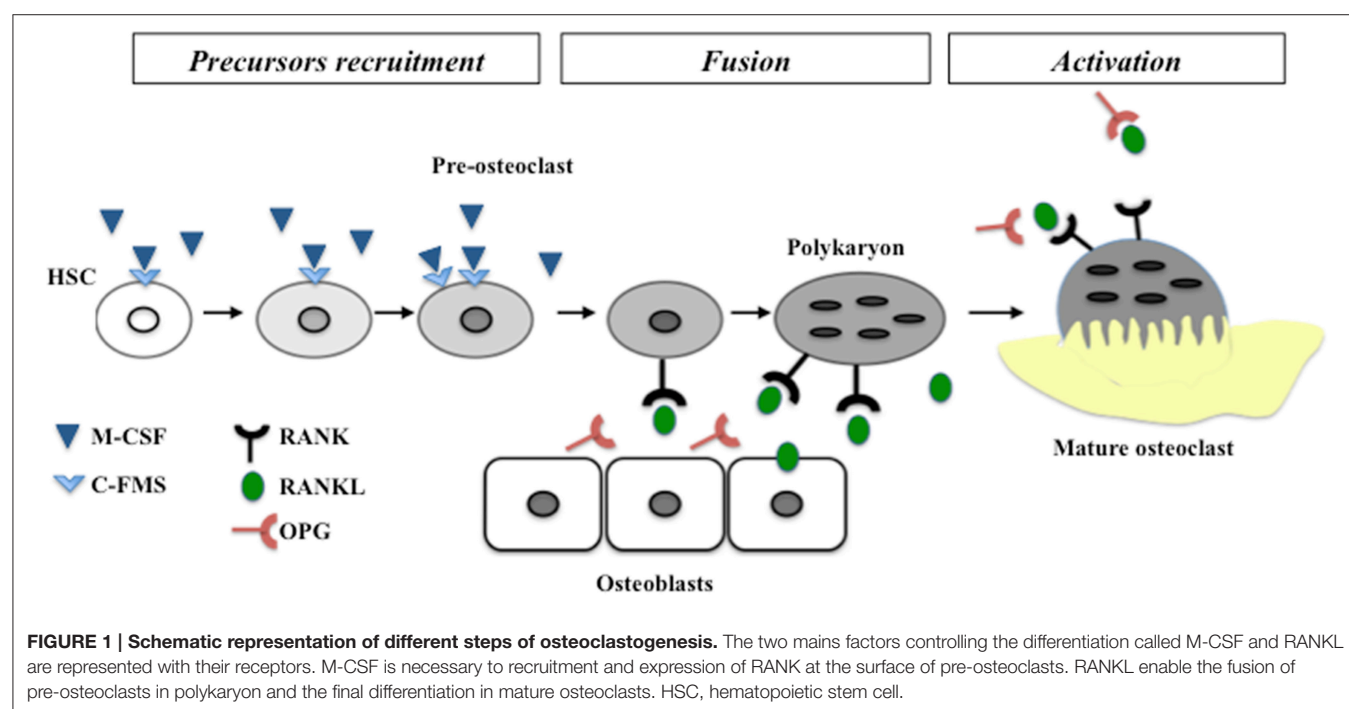 Precursors recruitment
Fusion
Activation
Pre-osteoclast
HSC
Polykaryon
Mature osteoclast
M-CSF
RANK
C-FMS
RANKL
OPG
Osteoblasts
FIGURE 1 | Schematic representation of different steps of osteoclastogenesis. The two mains factors controlling the differentiation called M-CSF and RANKL
are represented with their receptors. M-CSF is necessary to recruitment and expression of RANK at the surface of pre-osteoclasts. RANKL enable the fusion of
pre-osteoclasts in polykaryon and the final differentiation in mature osteoclasts. HSC, hematopoietic stem cell.